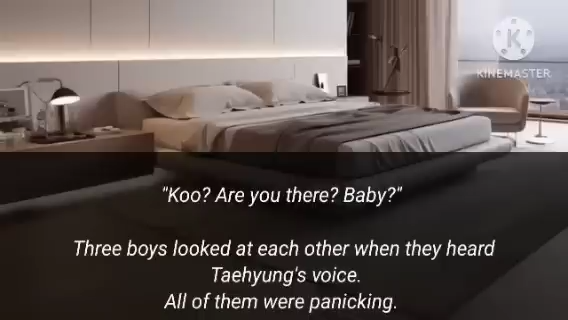 KINEMASTER
"Koo? Are you there? Baby?"
Three boys looked at each other when they heard
Taehyung's voice.
All of them were panicking.